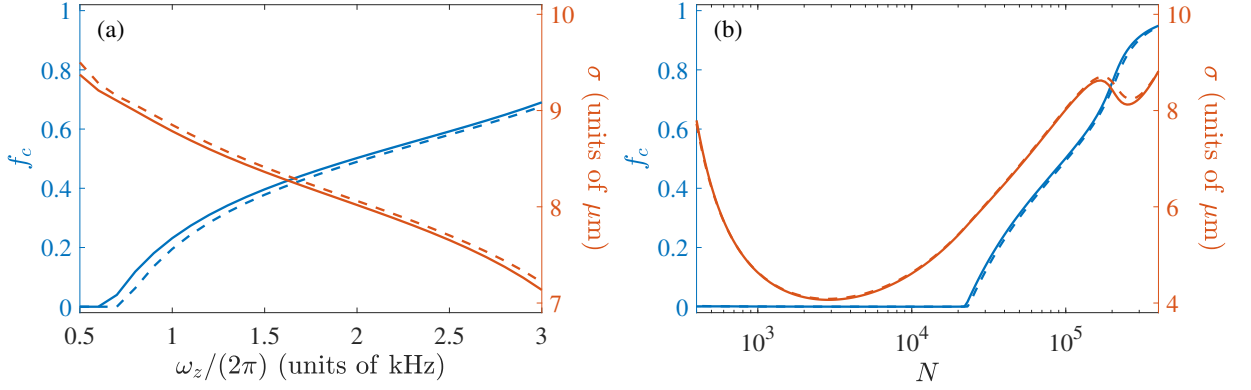 (a)
1
0.8
0.6
0.4
0.2
0
f_c
0.5 1 1.5 2 2.5 3
ω_z/(2π) (units of kHz)
10
9
8
7
σ (units of μm)
(b)
1
0.8
0.6
0.4
0.2
0
f_c
10^3 10^4 10^5
N
10
8
6
4
σ (units of μm)